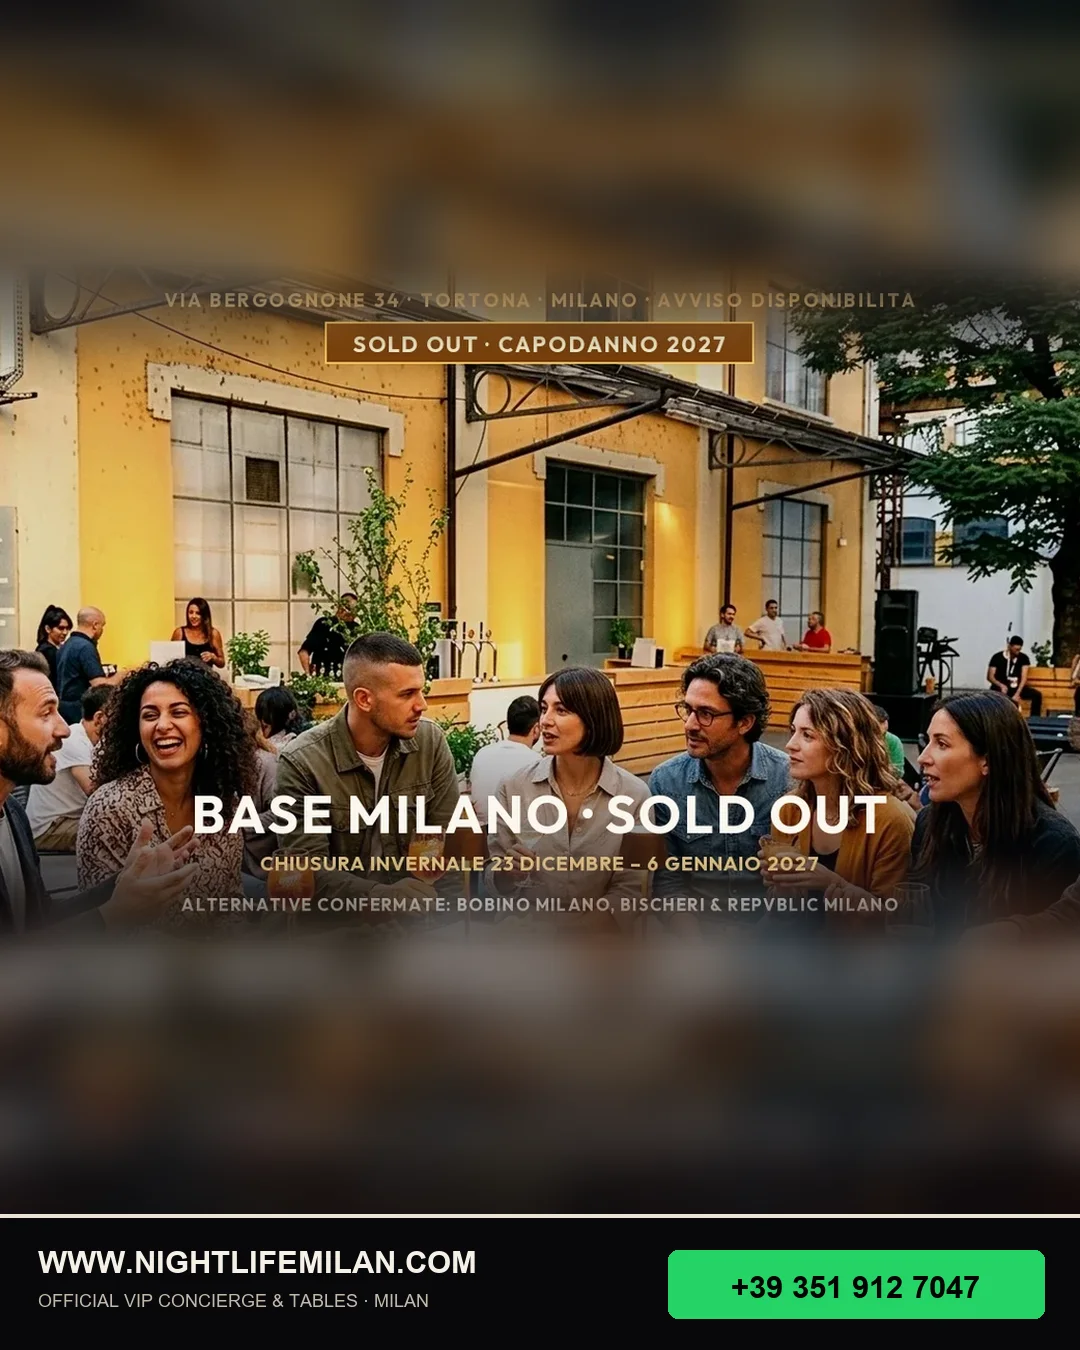 VIA BERGOGNONE 34 · TORTONA · MILANO · AVVISO DISPONIBILITA
SOLD OUT · CAPODANNO 2027
BASE MILANO · SOLD OUT
CHIUSURA INVERNALE 23 DICEMBRE – 6 GENNAIO 2027
ALTERNATIVE CONFERMATE: BOBINO MILANO, BISCHERI & REPVBLIC MILANO
WWW.NIGHTLIFEMILAN.COM
OFFICIAL VIP CONCIERGE & TABLES · MILAN
+39 351 912 7047